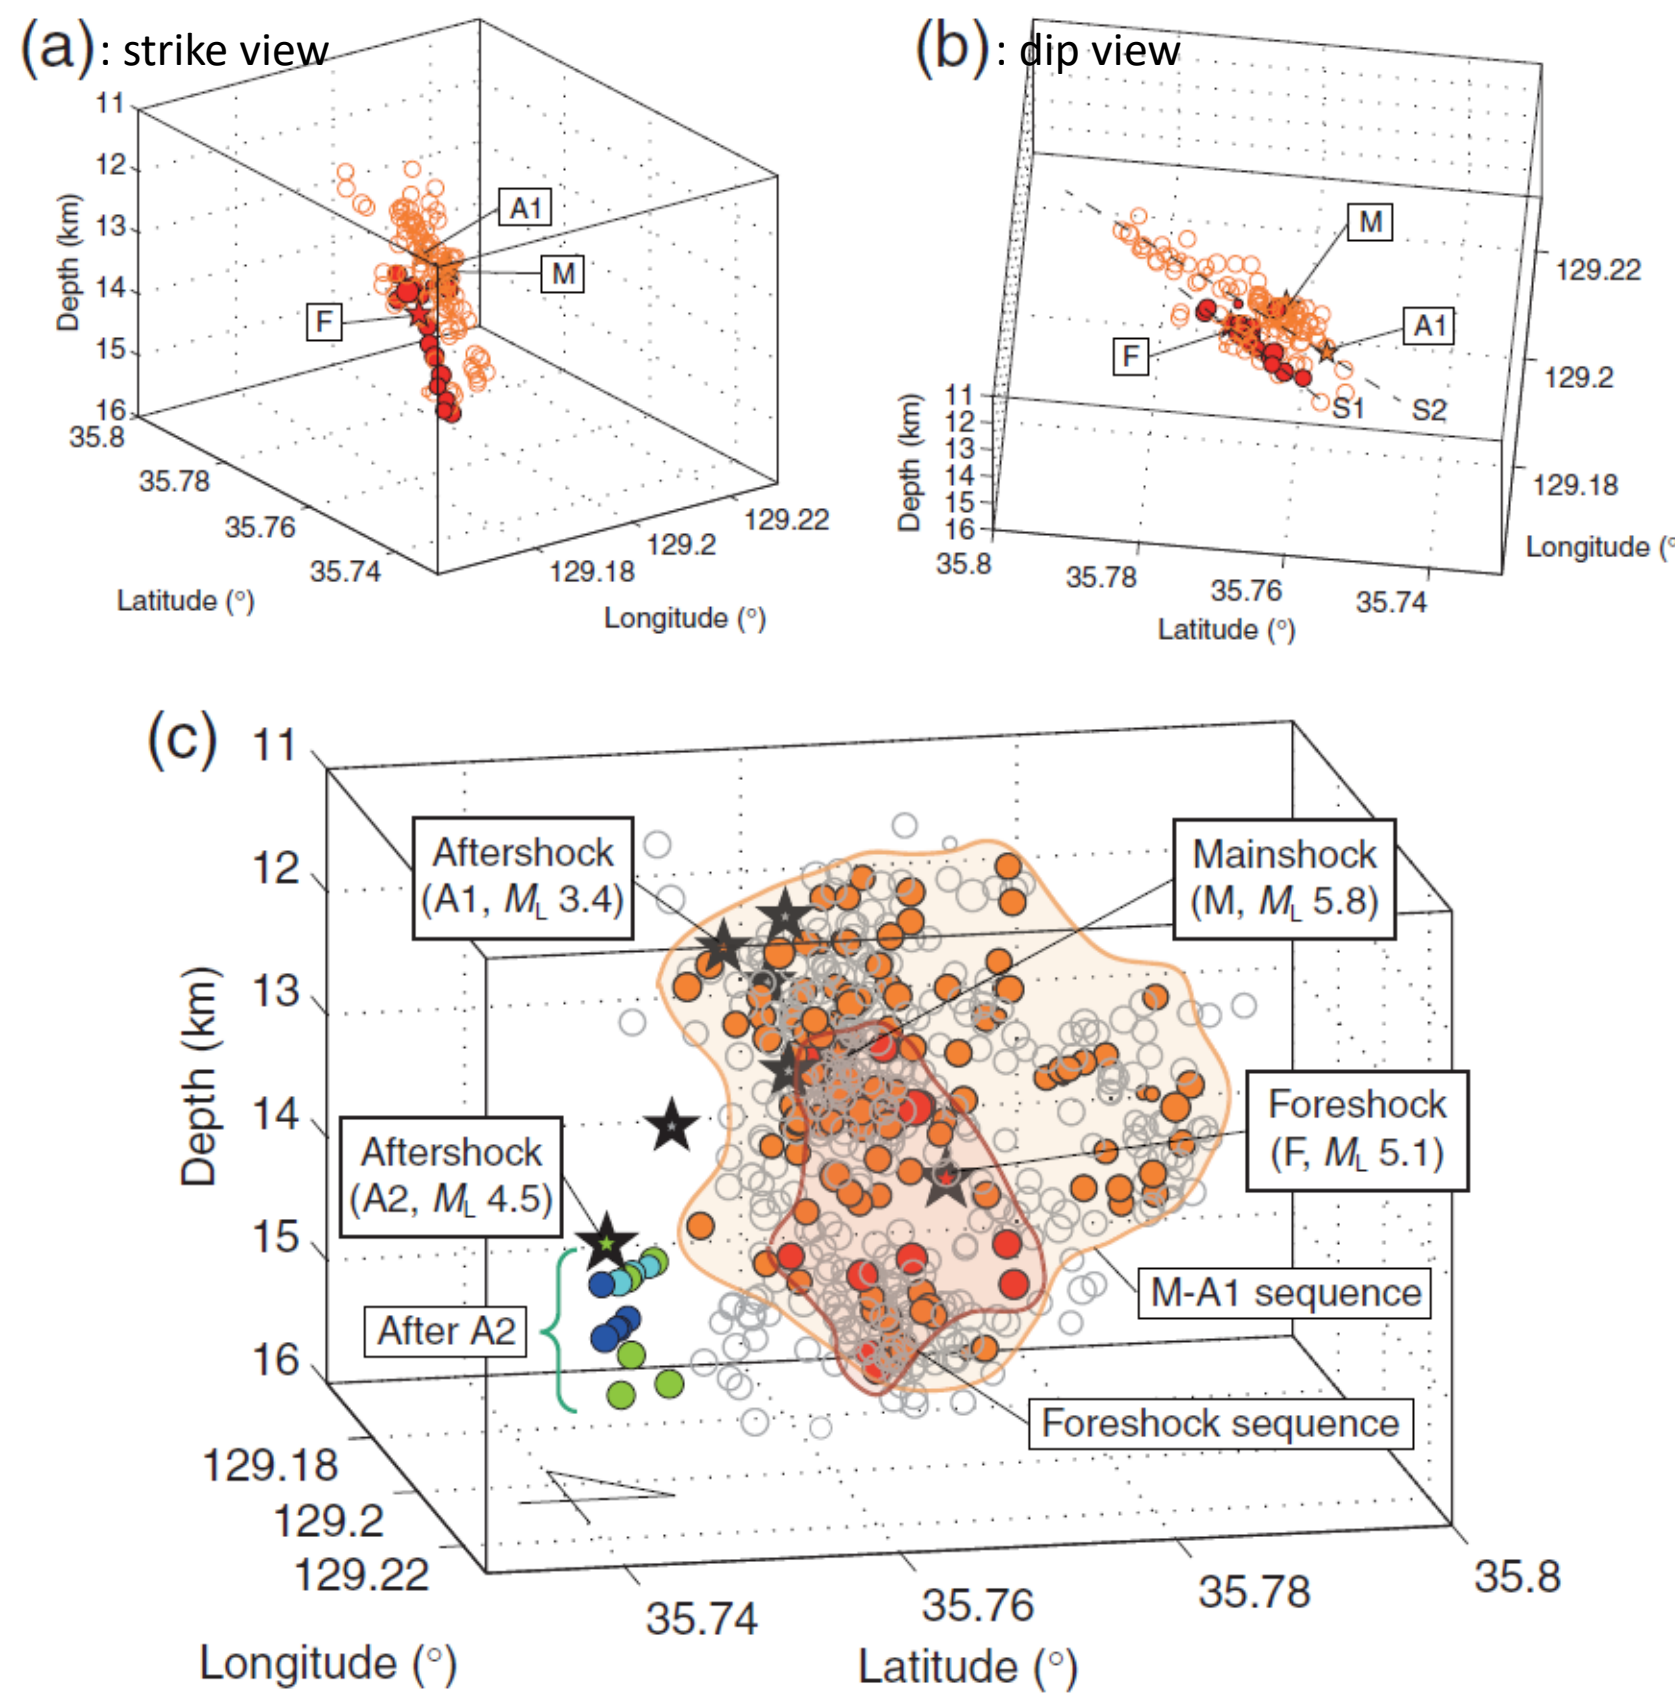 (a) : strike view
11
12
13
14
15
16
Depth (km)
A1
M
F
35.8
35.78
35.76
35.74
Latitude (°)
129.18
129.2
129.22
Longitude (°)
(b) : dip view
M
A1
F
S1
S2
129.22
129.2
129.18
Longitude (°
11
12
13
14
15
16
Depth (km)
35.8
35.78
35.76
35.74
Latitude (°)
(c)
11
12
13
14
15
16
Depth (km)
Aftershock
(A1, ML 3.4)
Mainshock
(M, ML 5.8)
Aftershock
(A2, ML 4.5)
Foreshock
(F, ML 5.1)
After A2
M-A1 sequence
Foreshock sequence
129.18
129.2
129.22
Longitude (°)
35.74
35.76
35.78
35.8
Latitude (°)